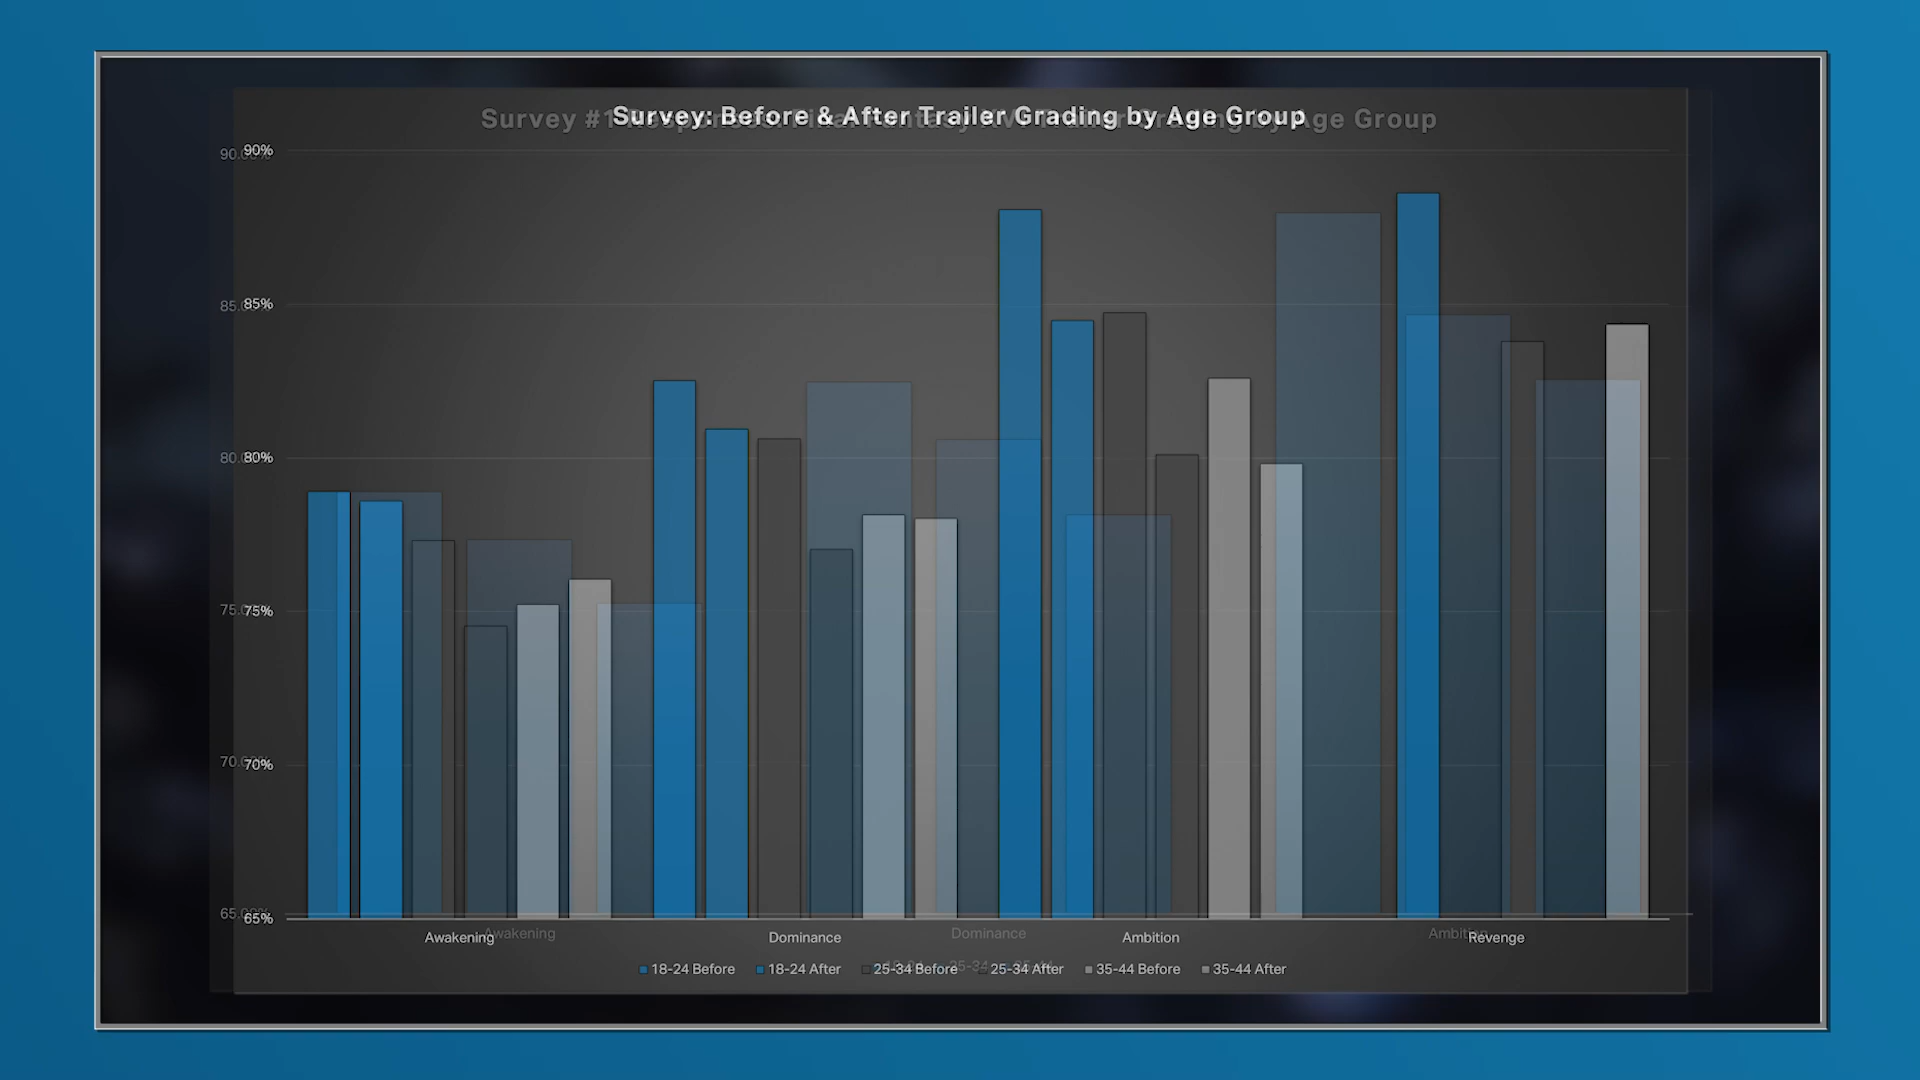 Survey: Before & After Trailer Grading by Age Group
Survey #1 Age Group
90%
85%
80%
75%
70%
65%
Awakening Awakening Dominance Dominance Ambition Ambition Revenge
18-24 Before 18-24 After 25-34 Before 25-34 After 35-44 Before 35-44 After